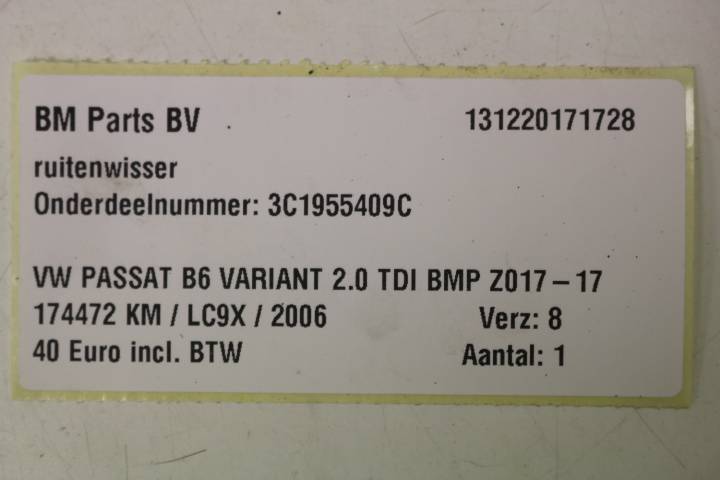 BM Parts BV 131220171728
ruitenwisser
Onderdeelnummer: 3C1955409C
VW PASSAT B6 VARIANT 2.0 TDI BMP Z017 – 17
174472 KM / LC9X / 2006 Verz: 8
40 Euro incl. BTW Aantal: 1